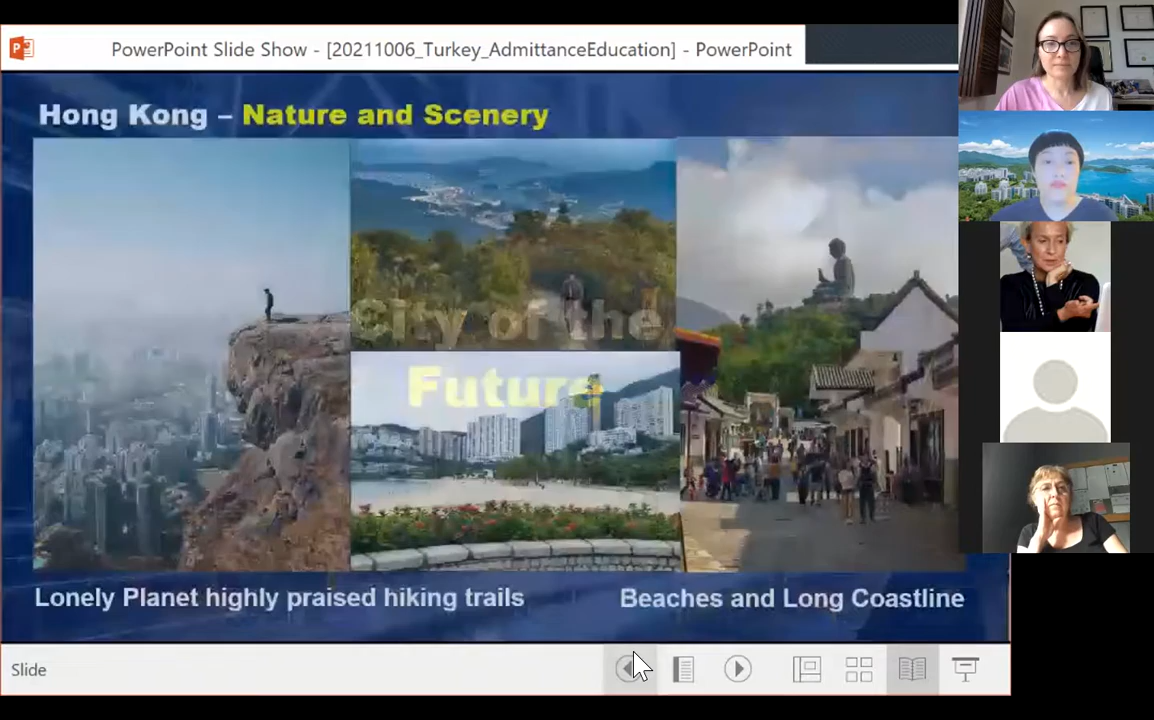 PowerPoint Slide Show - [20211006_Turkey_AdmittanceEducation] - PowerPoint
Hong Kong – Nature and Scenery
City of the
Future
Lonely Planet highly praised hiking trails
Beaches and Long Coastline
Slide